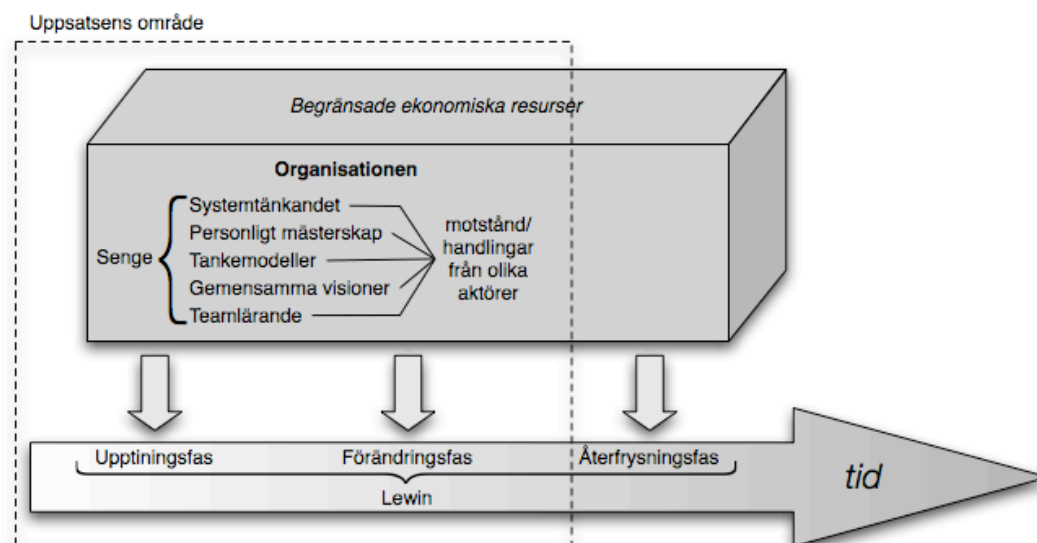 Uppsatsens område
Begränsade ekonomiska resurser
Organisationen
Senge
Systemtänkandet
Personligt mästerskap
Tankemodeller
Gemensamma visioner
Teamlärande
motstånd/
handlingar
från olika
aktörer
Upptiningsfas
Förändringsfas
Återfrysningsfas
Lewin
tid